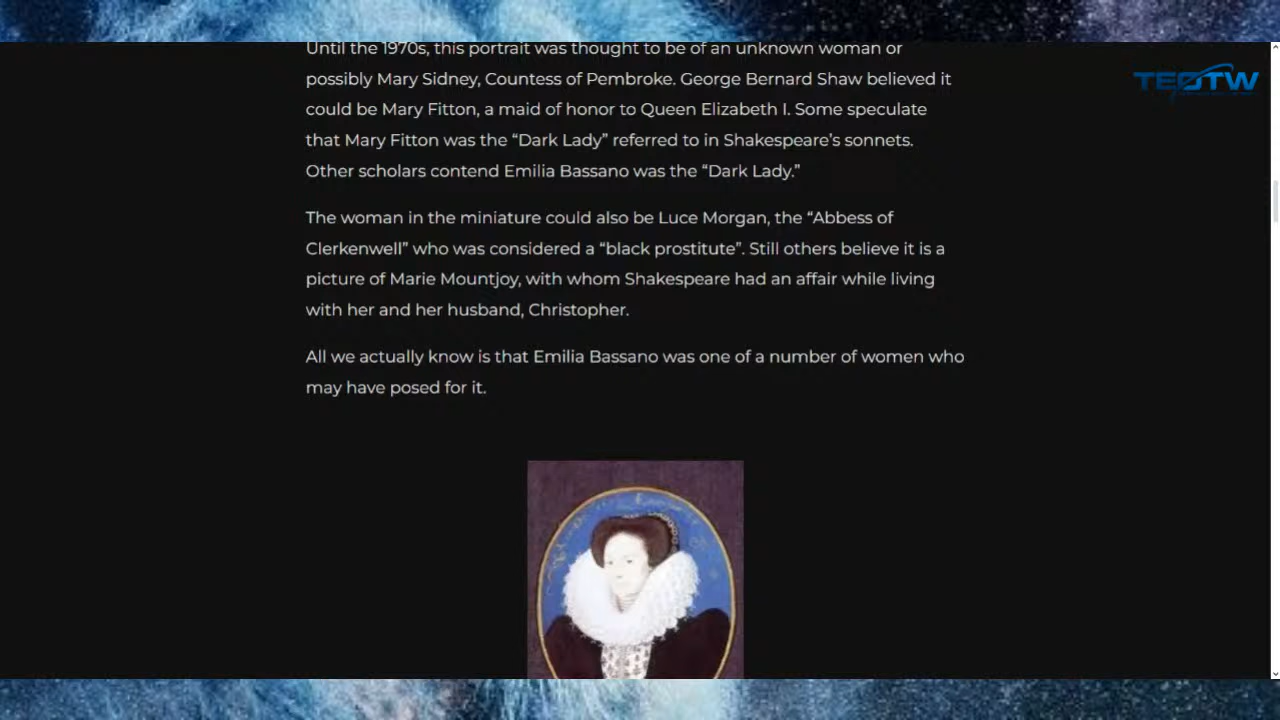 Until the 1970s, this portrait was thought to be of an unknown woman or
possibly Mary Sidney, Countess of Pembroke. George Bernard Shaw believed it
could be Mary Fitton, a maid of honor to Queen Elizabeth I. Some speculate
that Mary Fitton was the “Dark Lady” referred to in Shakespeare’s sonnets.
Other scholars contend Emilia Bassano was the “Dark Lady.”
The woman in the miniature could also be Luce Morgan, the “Abbess of
Clerkenwell” who was considered a “black prostitute”. Still others believe it is a
picture of Marie Mountjoy, with whom Shakespeare had an affair while living
with her and her husband, Christopher.
All we actually know is that Emilia Bassano was one of a number of women who
may have posed for it.
TEOTW